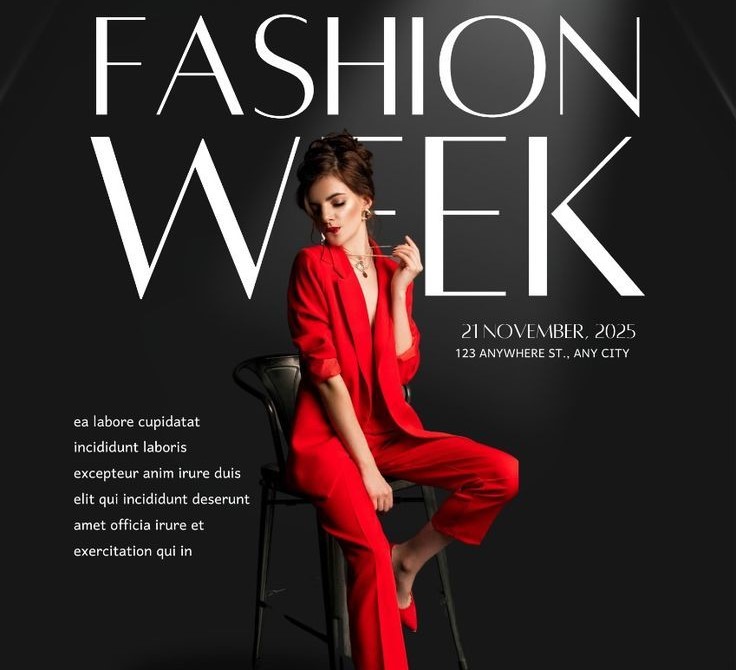 FASHION
WEEK
21 NOVEMBER, 2025
123 ANYWHERE ST., ANY CITY
ea labore cupidatat
incididunt laboris
excepteur anim irure duis
elit qui incididunt deserunt
amet officia irure et
exercitation qui in